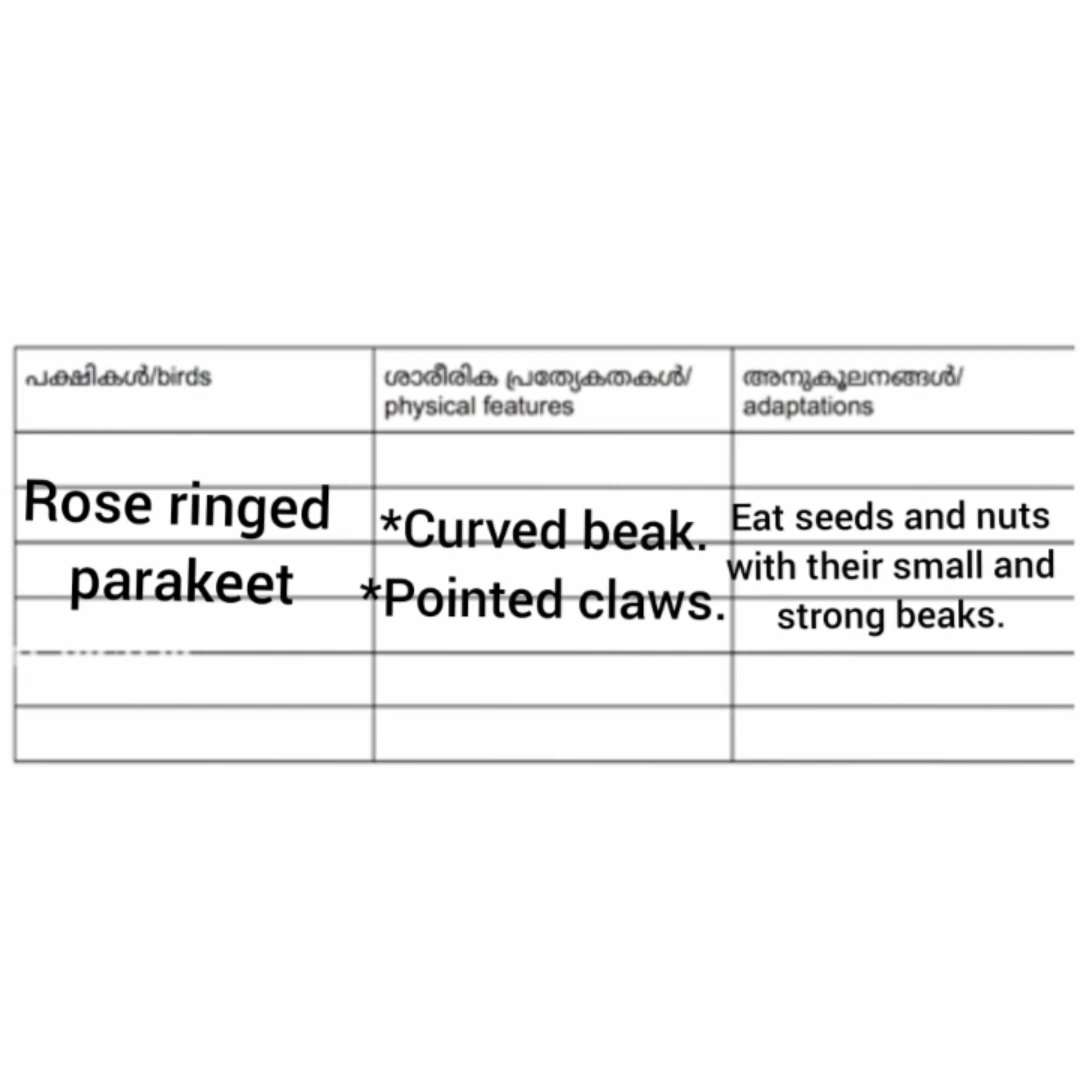 പക്ഷികൾ/birds
ശാരീരിക പ്രത്യേകതകൾ/
physical features
അനുകൂലനങ്ങൾ/
adaptations
Rose ringed
parakeet
*Curved beak.
*Pointed claws.
Eat seeds and nuts
with their small and
strong beaks.